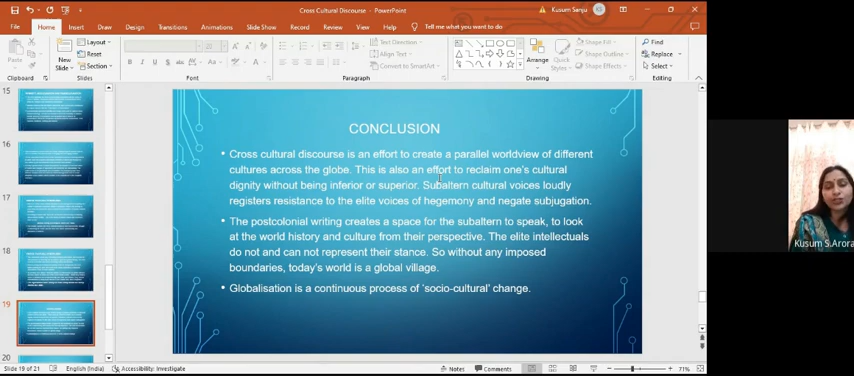 Cross Cultural Discourse - PowerPoint
Kusum Sanju KS
File Home Insert Draw Design Transitions Animations Slide Show Record Review View Help Tell me what you want to do
Paste
Clipboard
New Slide
Layout
Reset
Section
Slides
B I U S abc AV Aa A
Font
Text Direction
Align Text
Convert to SmartArt
Paragraph
Arrange
Quick Styles
Shape Fill
Shape Outline
Shape Effects
Drawing
Find
Replace
Select
Editing
15
16
17
18
19
20
CONCLUSION
• Cross cultural discourse is an effort to create a parallel worldview of different
cultures across the globe. This is also an effort to reclaim one's cultural
dignity without being inferior or superior. Subaltern cultural voices loudly
registers resistance to the elite voices of hegemony and negate subjugation.
• The postcolonial writing creates a space for the subaltern to speak, to look
at the world history and culture from their perspective. The elite intellectuals
do not and can not represent their stance. So without any imposed
boundaries, today's world is a global village.
• Globalisation is a continuous process of 'socio-cultural' change.
Kusum S.Arora
Slide 19 of 21 English (India) Accessibility: Investigate Notes Comments 71%